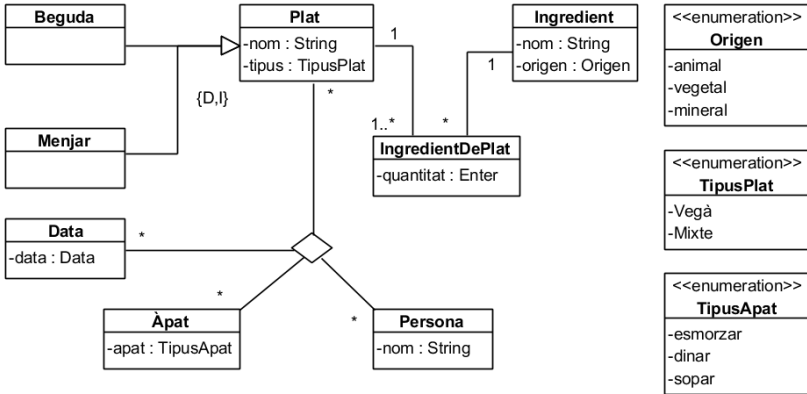 Beguda
Plat
-nom : String
-tipus : TipusPlat
Ingredient
-nom : String
-origen : Origen
<<enumeration>>
Origen
-animal
-vegetal
-mineral
1
1
{D,I}
*
1..*
*
Menjar
IngredientDePlat
-quantitat : Enter
<<enumeration>>
TipusPlat
-Vegà
-Mixte
Data
-data : Data
*
*
*
Àpat
-apat : TipusApat
Persona
-nom : String
<<enumeration>>
TipusApat
-esmorzar
-dinar
-sopar